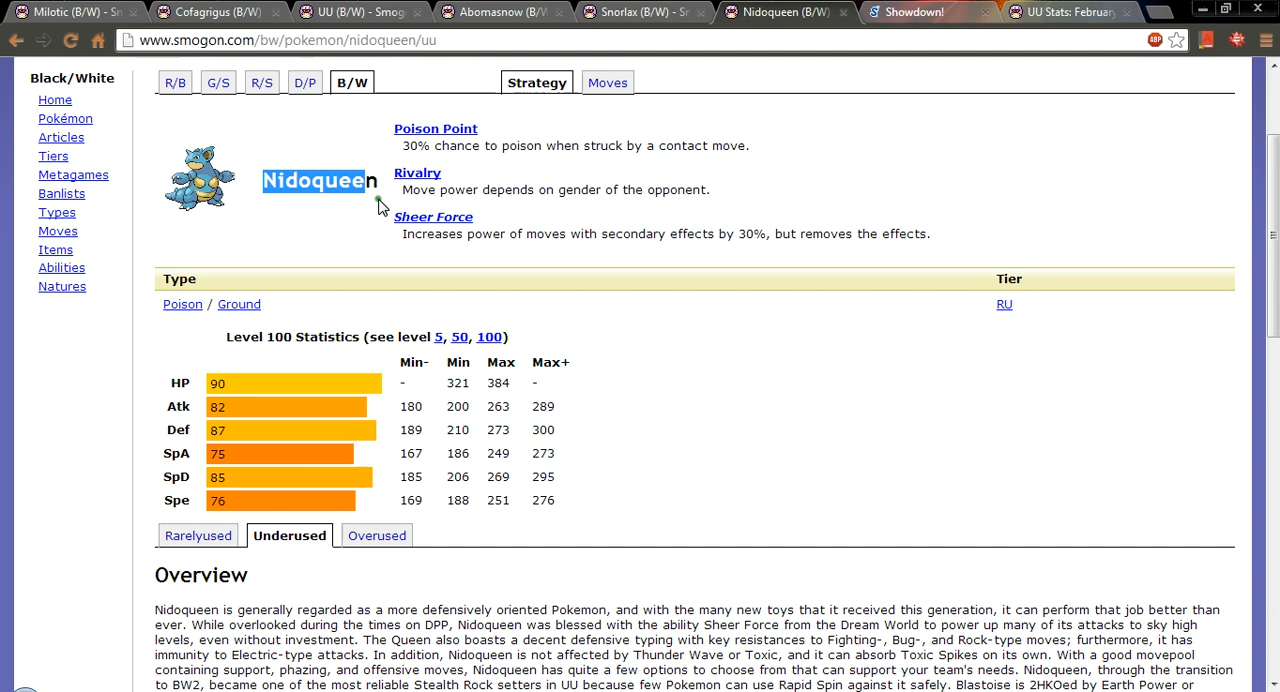 Milotic (B/W) - Sn
Cofagrigus (B/W)
UU (B/W) - Smog
Abomasnow (B/W
Snorlax (B/W) - Sn
Nidoqueen (B/W)
Showdown!
UU Stats: Februar
www.smogon.com/bw/pokemon/nidoqueen/uu
ABP
Black/White
Home
Pokémon
Articles
Tiers
Metagames
Banlists
Types
Moves
Items
Abilities
Natures
R/B G/S R/S D/P B/W Strategy Moves
Nidoqueen
Poison Point
30% chance to poison when struck by a contact move.
Rivalry
Move power depends on gender of the opponent.
Sheer Force
Increases power of moves with secondary effects by 30%, but removes the effects.
Type Tier
Poison / Ground RU
Level 100 Statistics (see level 5, 50, 100)
Min- Min Max Max+
HP 90 - 321 384 -
Atk 82 180 200 263 289
Def 87 189 210 273 300
SpA 75 167 186 249 273
SpD 85 185 206 269 295
Spe 76 169 188 251 276
Rarelyused Underused Overused
Overview
Nidoqueen is generally regarded as a more defensively oriented Pokemon, and with the many new toys that it received this generation, it can perform that job better than
ever. While overlooked during the times on DPP, Nidoqueen was blessed with the ability Sheer Force from the Dream World to power up many of its attacks to sky high
levels, even without investment. The Queen also boasts a decent defensive typing with key resistances to Fighting-, Bug-, and Rock-type moves; furthermore, it has
immunity to Electric-type attacks. In addition, Nidoqueen is not affected by Thunder Wave or Toxic, and it can absorb Toxic Spikes on its own. With a good movepool
containing support, phazing, and offensive moves, Nidoqueen has quite a few options to choose from that can support your team's needs. Nidoqueen, through the transition
to BW2, became one of the most reliable Stealth Rock setters in UU because few Pokemon can use Rapid Spin against it safely. Blastoise is 2HKOed by Earth Power or